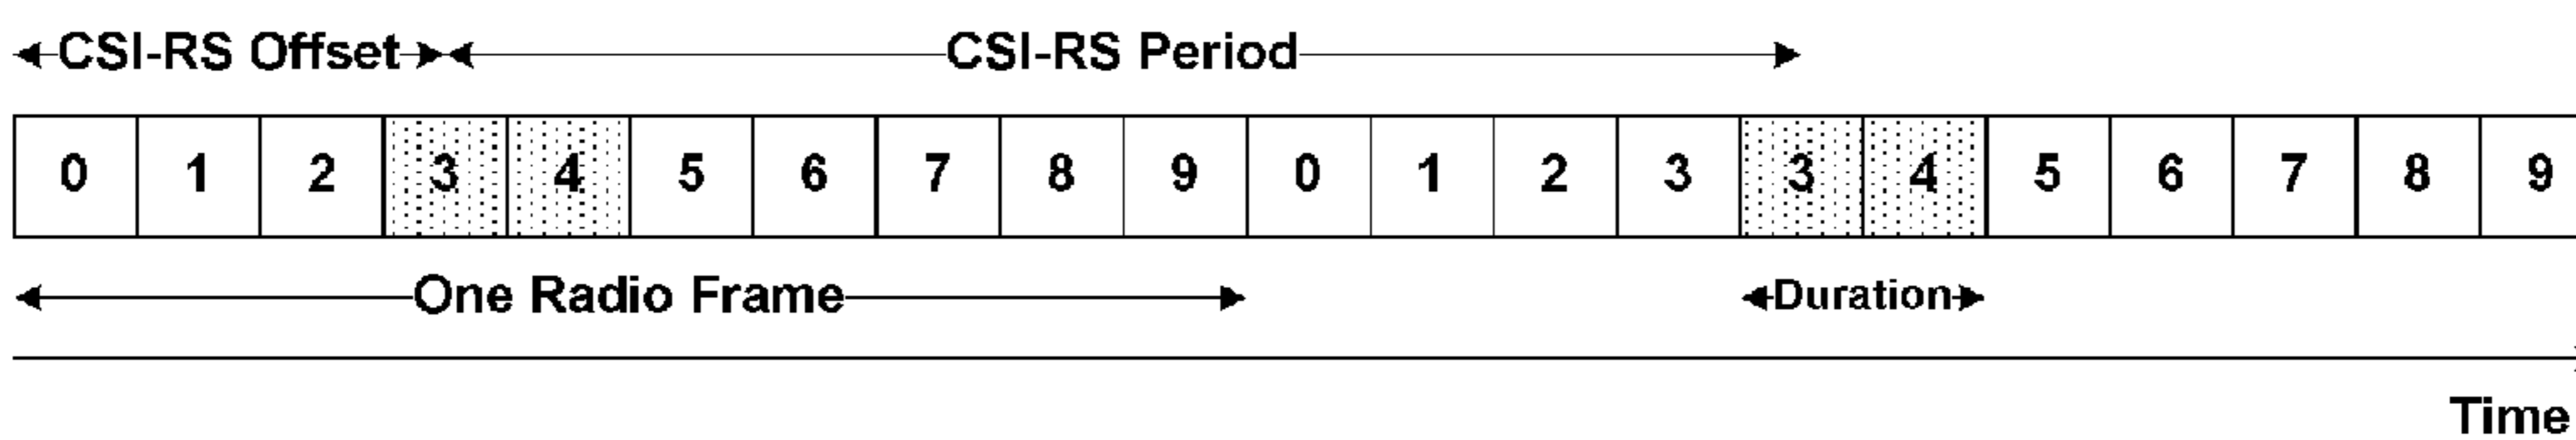 CSI-RS Offset CSI-RS Period
0 1 2 3 4 5 6 7 8 9 0 1 2 3 3 4 5 6 7 8 9
One Radio Frame Duration
Time